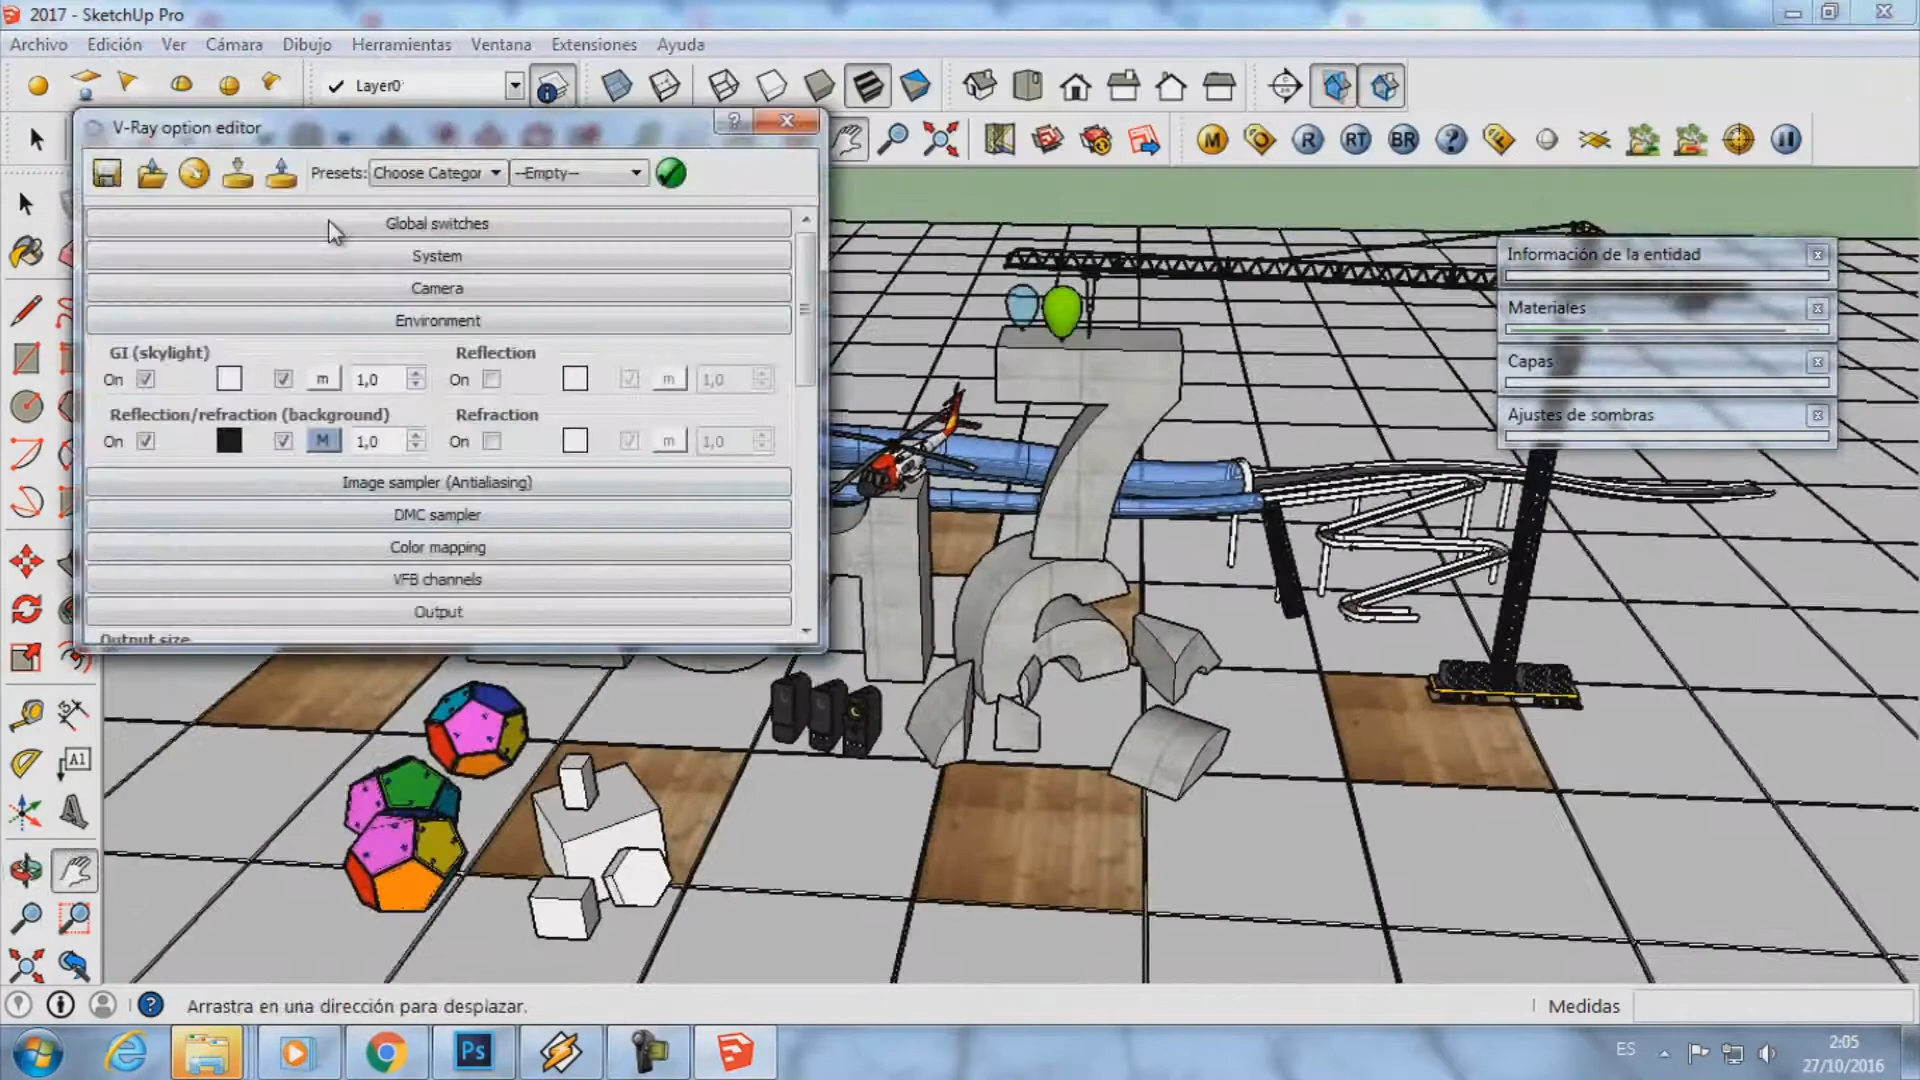 2017 - SketchUp Pro
Archivo Edición Ver Cámara Dibujo Herramientas Ventana Extensiones Ayuda
Layer0
V-Ray option editor
?
M R RT BR ?
Presets: Choose Categor --Empty--
Global switches
System
Camera
Environment
GI (skylight) Reflection
On m 1,0 On m 1,0
Reflection/refraction (background) Refraction
On M 1,0 On m 1,0
Image sampler (Antialiasing)
DMC sampler
Color mapping
VFB channels
Output
Output size
Información de la entidad
Materiales
Capas
Ajustes de sombras
A1
Arrastra en una dirección para desplazar.
Medidas
Ps
ES
2:05
27/10/2016